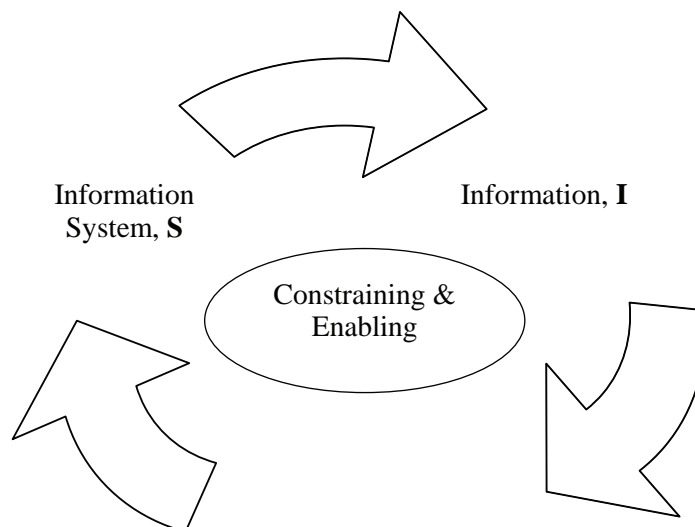 Information
System, S
Information, I
Constraining &
Enabling